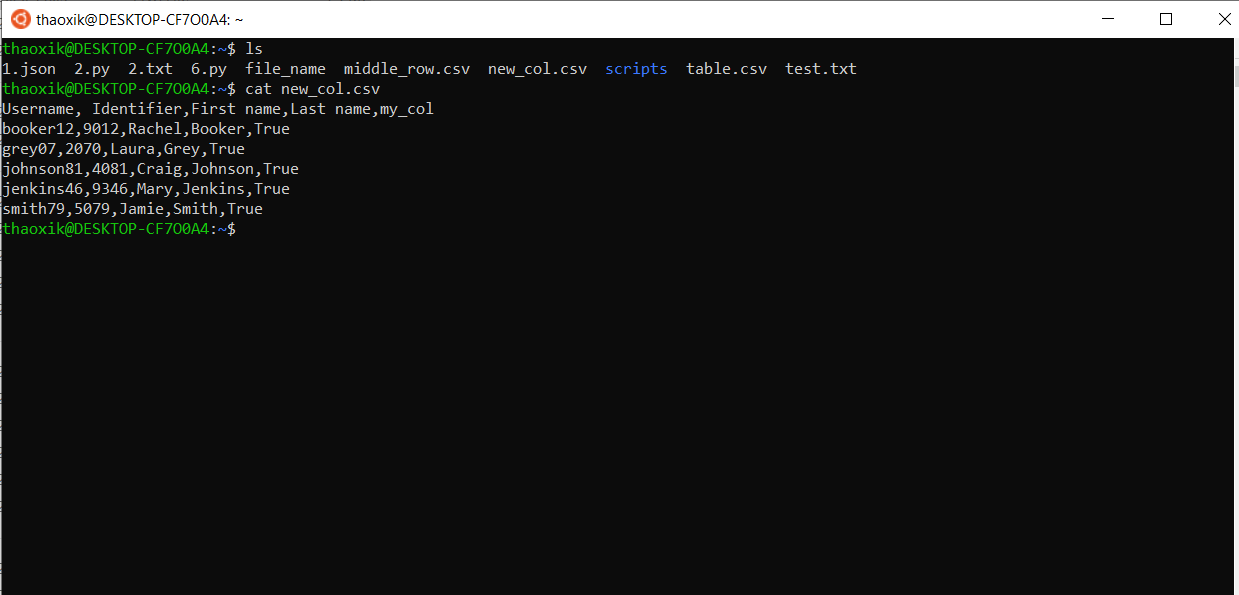 thaoxik@DESKTOP-CF7O0A4: ~
thaoxik@DESKTOP-CF7O0A4:~$ ls
1.json  2.py  2.txt  6.py  file_name  middle_row.csv  new_col.csv  scripts  table.csv  test.txt
thaoxik@DESKTOP-CF7O0A4:~$ cat new_col.csv
Username, Identifier,First name,Last name,my_col
booker12,9012,Rachel,Booker,True
grey07,2070,Laura,Grey,True
johnson81,4081,Craig,Johnson,True
jenkins46,9346,Mary,Jenkins,True
smith79,5079,Jamie,Smith,True
thaoxik@DESKTOP-CF7O0A4:~$